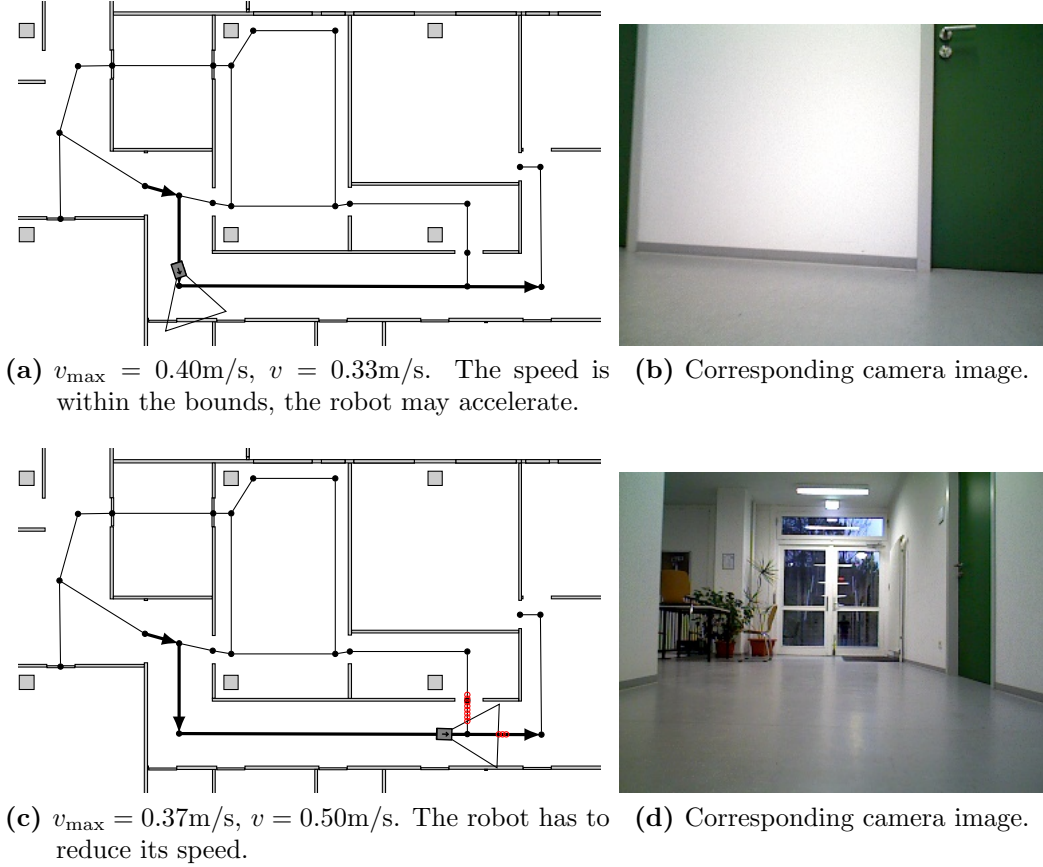 (a) v_max = 0.40m/s, v = 0.33m/s. The speed is
within the bounds, the robot may accelerate.
(b) Corresponding camera image.
(c) v_max = 0.37m/s, v = 0.50m/s. The robot has to
reduce its speed.
(d) Corresponding camera image.